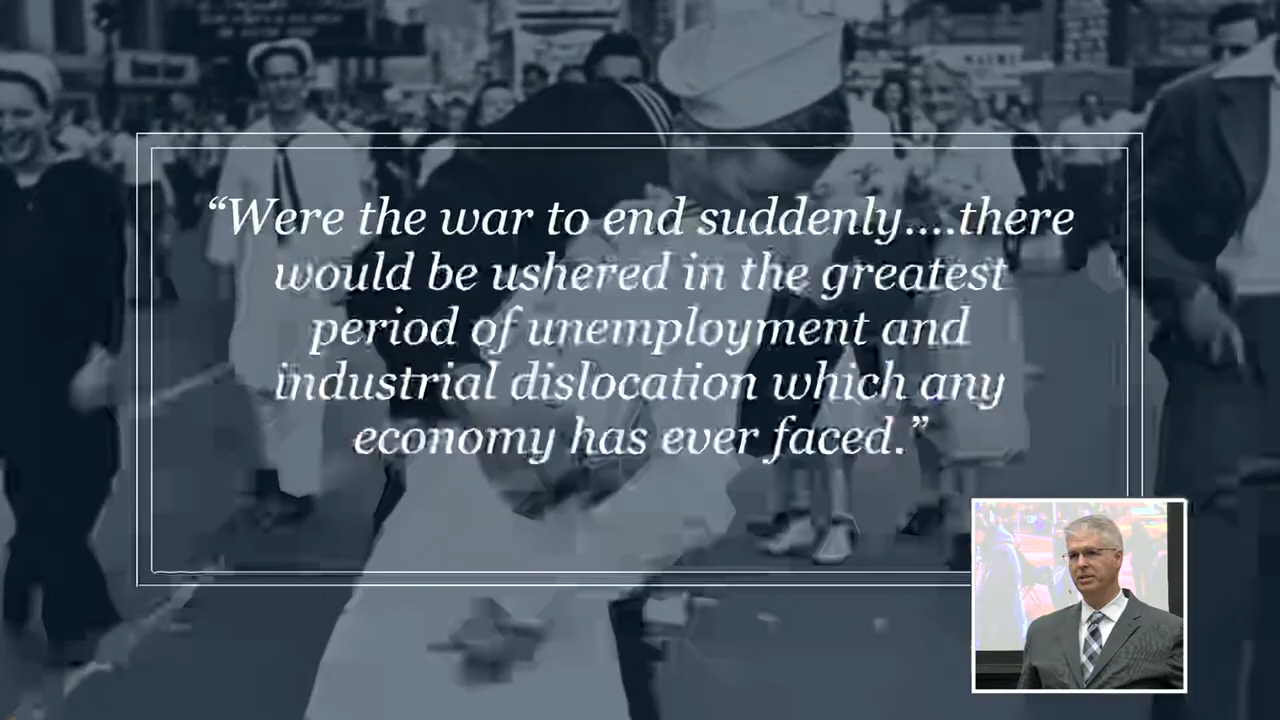 “Were the war to end suddenly....there
would be ushered in the greatest
period of unemployment and
industrial dislocation which any
economy has ever faced.”